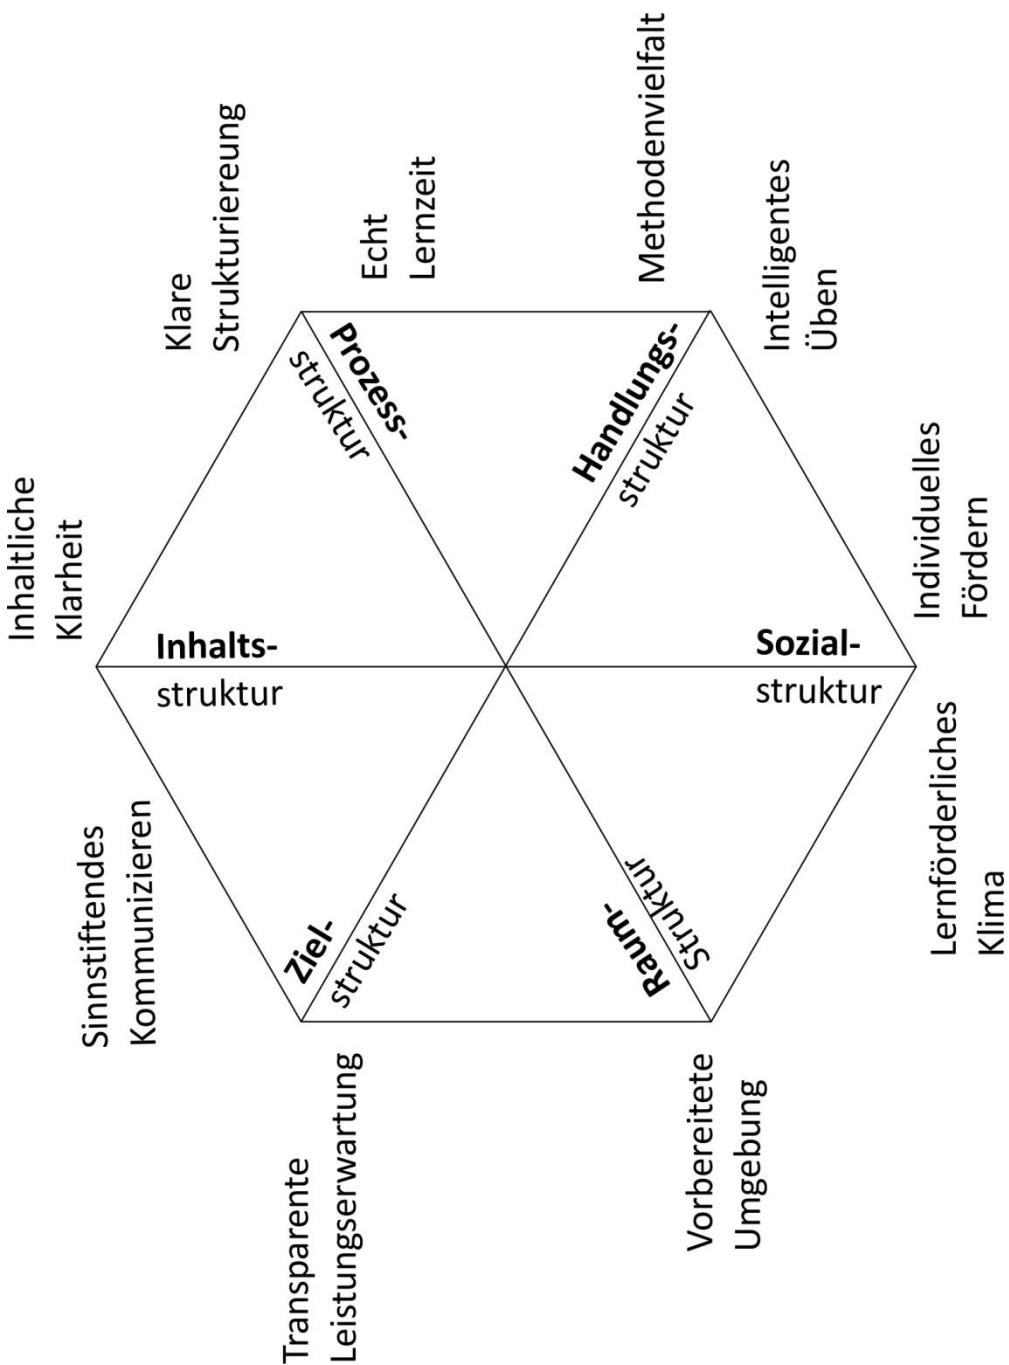 Inhaltliche
Klarheit
Klare
Strukturiereung
Echt
Lernzeit
Methodenvielfalt
Intelligentes
Üben
Individuelles
Fördern
Lernförderliches
Klima
Vorbereitete
Umgebung
Transparente
Leistungserwartung
Sinnstiftendes
Kommunizieren
Inhalts-
struktur
Prozess-
struktur
Handlungs-
struktur
Sozial-
struktur
Raum-
Struktur
Ziel-
struktur